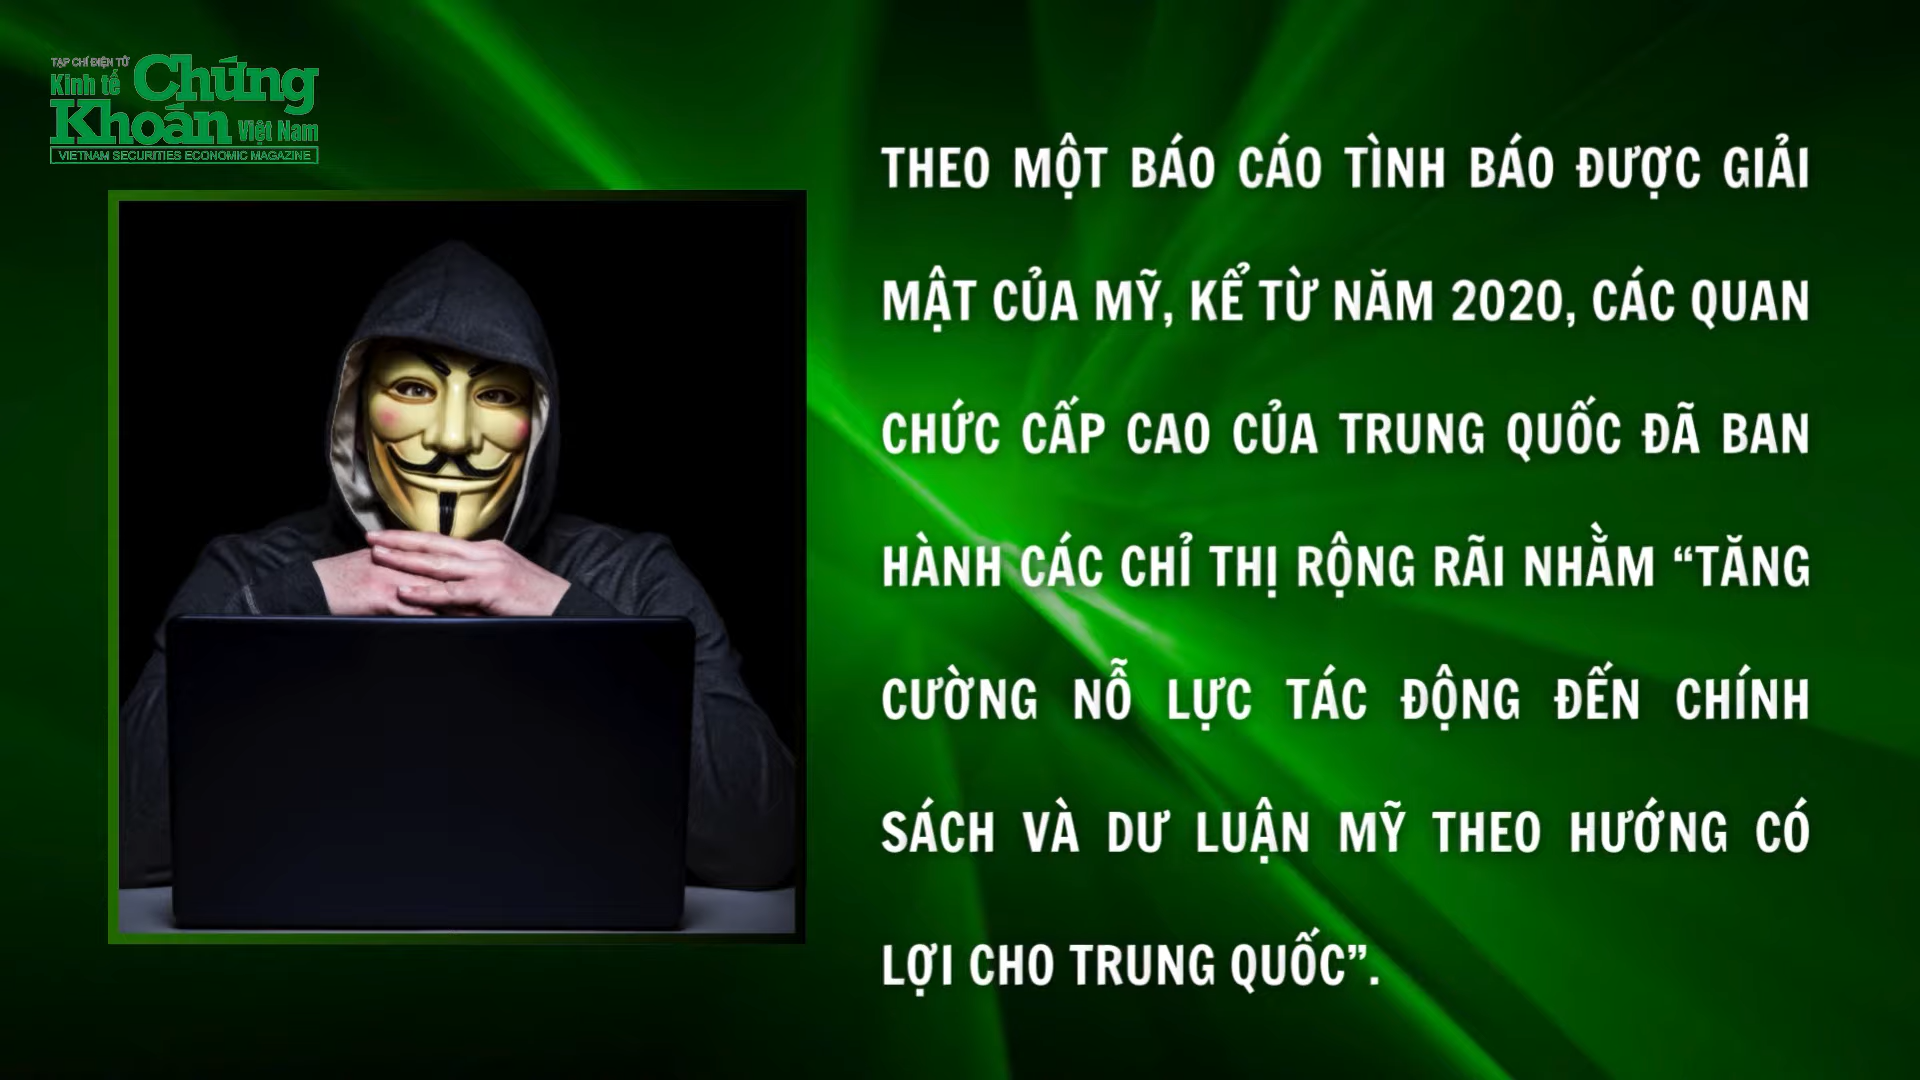 TẠP CHÍ ĐIỆN TỬ
Kinh tế Chứng
Khoán Việt Nam
VIETNAM SECURITIES ECONOMIC MAGAZINE
THEO MỘT BÁO CÁO TÌNH BÁO ĐƯỢC GIẢI
MẬT CỦA MỸ, KỂ TỪ NĂM 2020, CÁC QUAN
CHỨC CẤP CAO CỦA TRUNG QUỐC ĐÃ BAN
HÀNH CÁC CHỈ THỊ RỘNG RÃI NHẰM “TĂNG
CƯỜNG NỖ LỰC TÁC ĐỘNG ĐẾN CHÍNH
SÁCH VÀ DƯ LUẬN MỸ THEO HƯỚNG CÓ
LỢI CHO TRUNG QUỐC”.